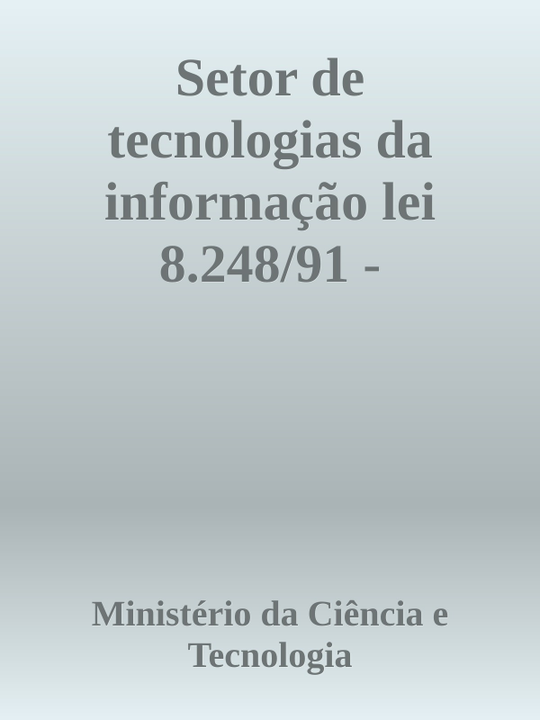 Setor de
tecnologias da
informação lei
8.248/91 -
Ministério da Ciência e
Tecnologia